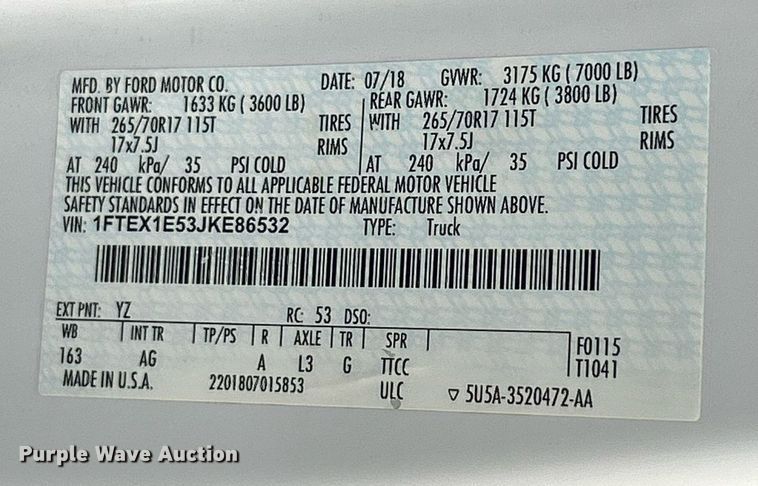 MFD. BY FORD MOTOR CO. DATE: 07/18 GVWR: 3175 KG ( 7000 LB)
FRONT GAWR: 1633 KG ( 3600 LB) REAR GAWR: 1724 KG ( 3800 LB)
WITH 265/70R17 115T TIRES WITH 265/70R17 115T TIRES
17x7.5J RIMS 17x7.5J RIMS
AT 240 kPa/ 35 PSI COLD AT 240 kPa/ 35 PSI COLD
THIS VEHICLE CONFORMS TO ALL APPLICABLE FEDERAL MOTOR VEHICLE
SAFETY STANDARDS IN EFFECT ON THE DATE OF MANUFACTURE SHOWN ABOVE.
VIN: 1FTEX1E53JKE86532 TYPE: Truck
EXT PNT: YZ RC: 53 DSO:
WB INT TR TP/PS R AXLE TR SPR F0115
163 AG A L3 G TTCC T1041
MADE IN U.S.A. 2201807015853 ULC ▽ 5U5A-3520472-AA
Purple Wave Auction